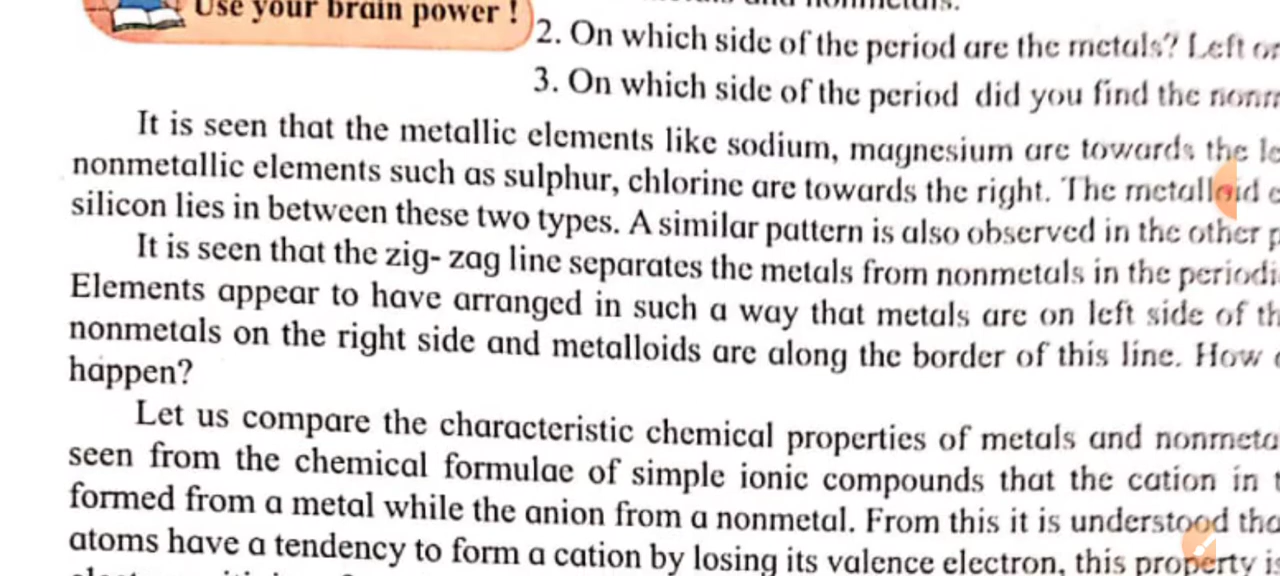 Use your brain power !
2. On which side of the period are the metals? Left or
3. On which side of the period did you find the
It is seen that the metallic elements like sodium, magnesium are towards the
nonmetallic elements such as sulphur, chlorine are towards the right. The metalloid
silicon lies in between these two types. A similar pattern is also observed in the other
It is seen that the zig- zag line separates the metals from nonmetals in the
Elements appear to have arranged in such a way that metals are on left side of
nonmetals on the right side and metalloids are along the border of this line. How
happen?
Let us compare the characteristic chemical properties of metals and
seen from the chemical formulae of simple ionic compounds that the cation in
formed from a metal while the anion from a nonmetal. From this it is understood
atoms have a tendency to form a cation by losing its valence electron, this property is